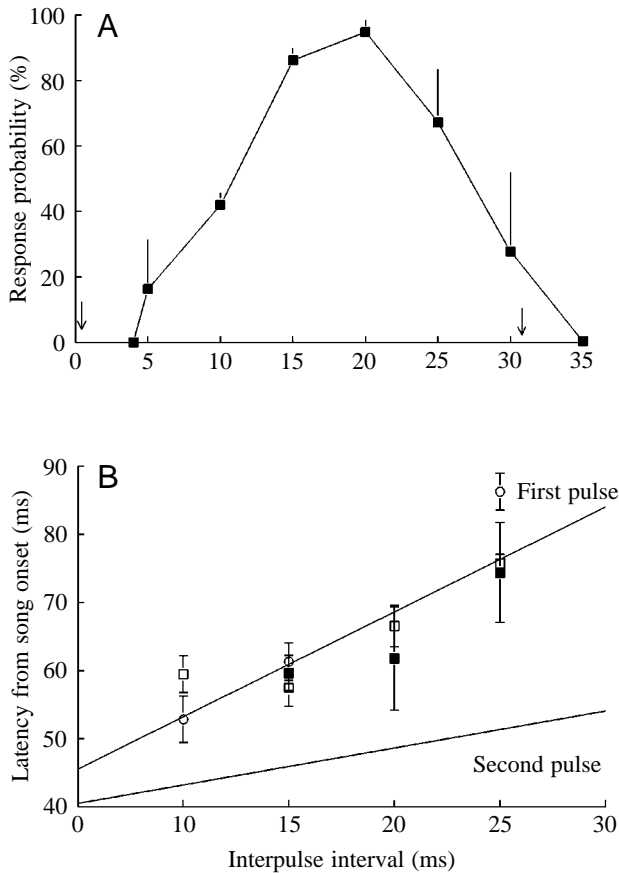 A
100
80
60
40
20
0
Response probability (%)
0 5 10 15 20 25 30 35
B
90
80
70
60
50
40
Latency from song onset (ms)
First pulse
Second pulse
0 10 15 20 25 30
Interpulse interval (ms)